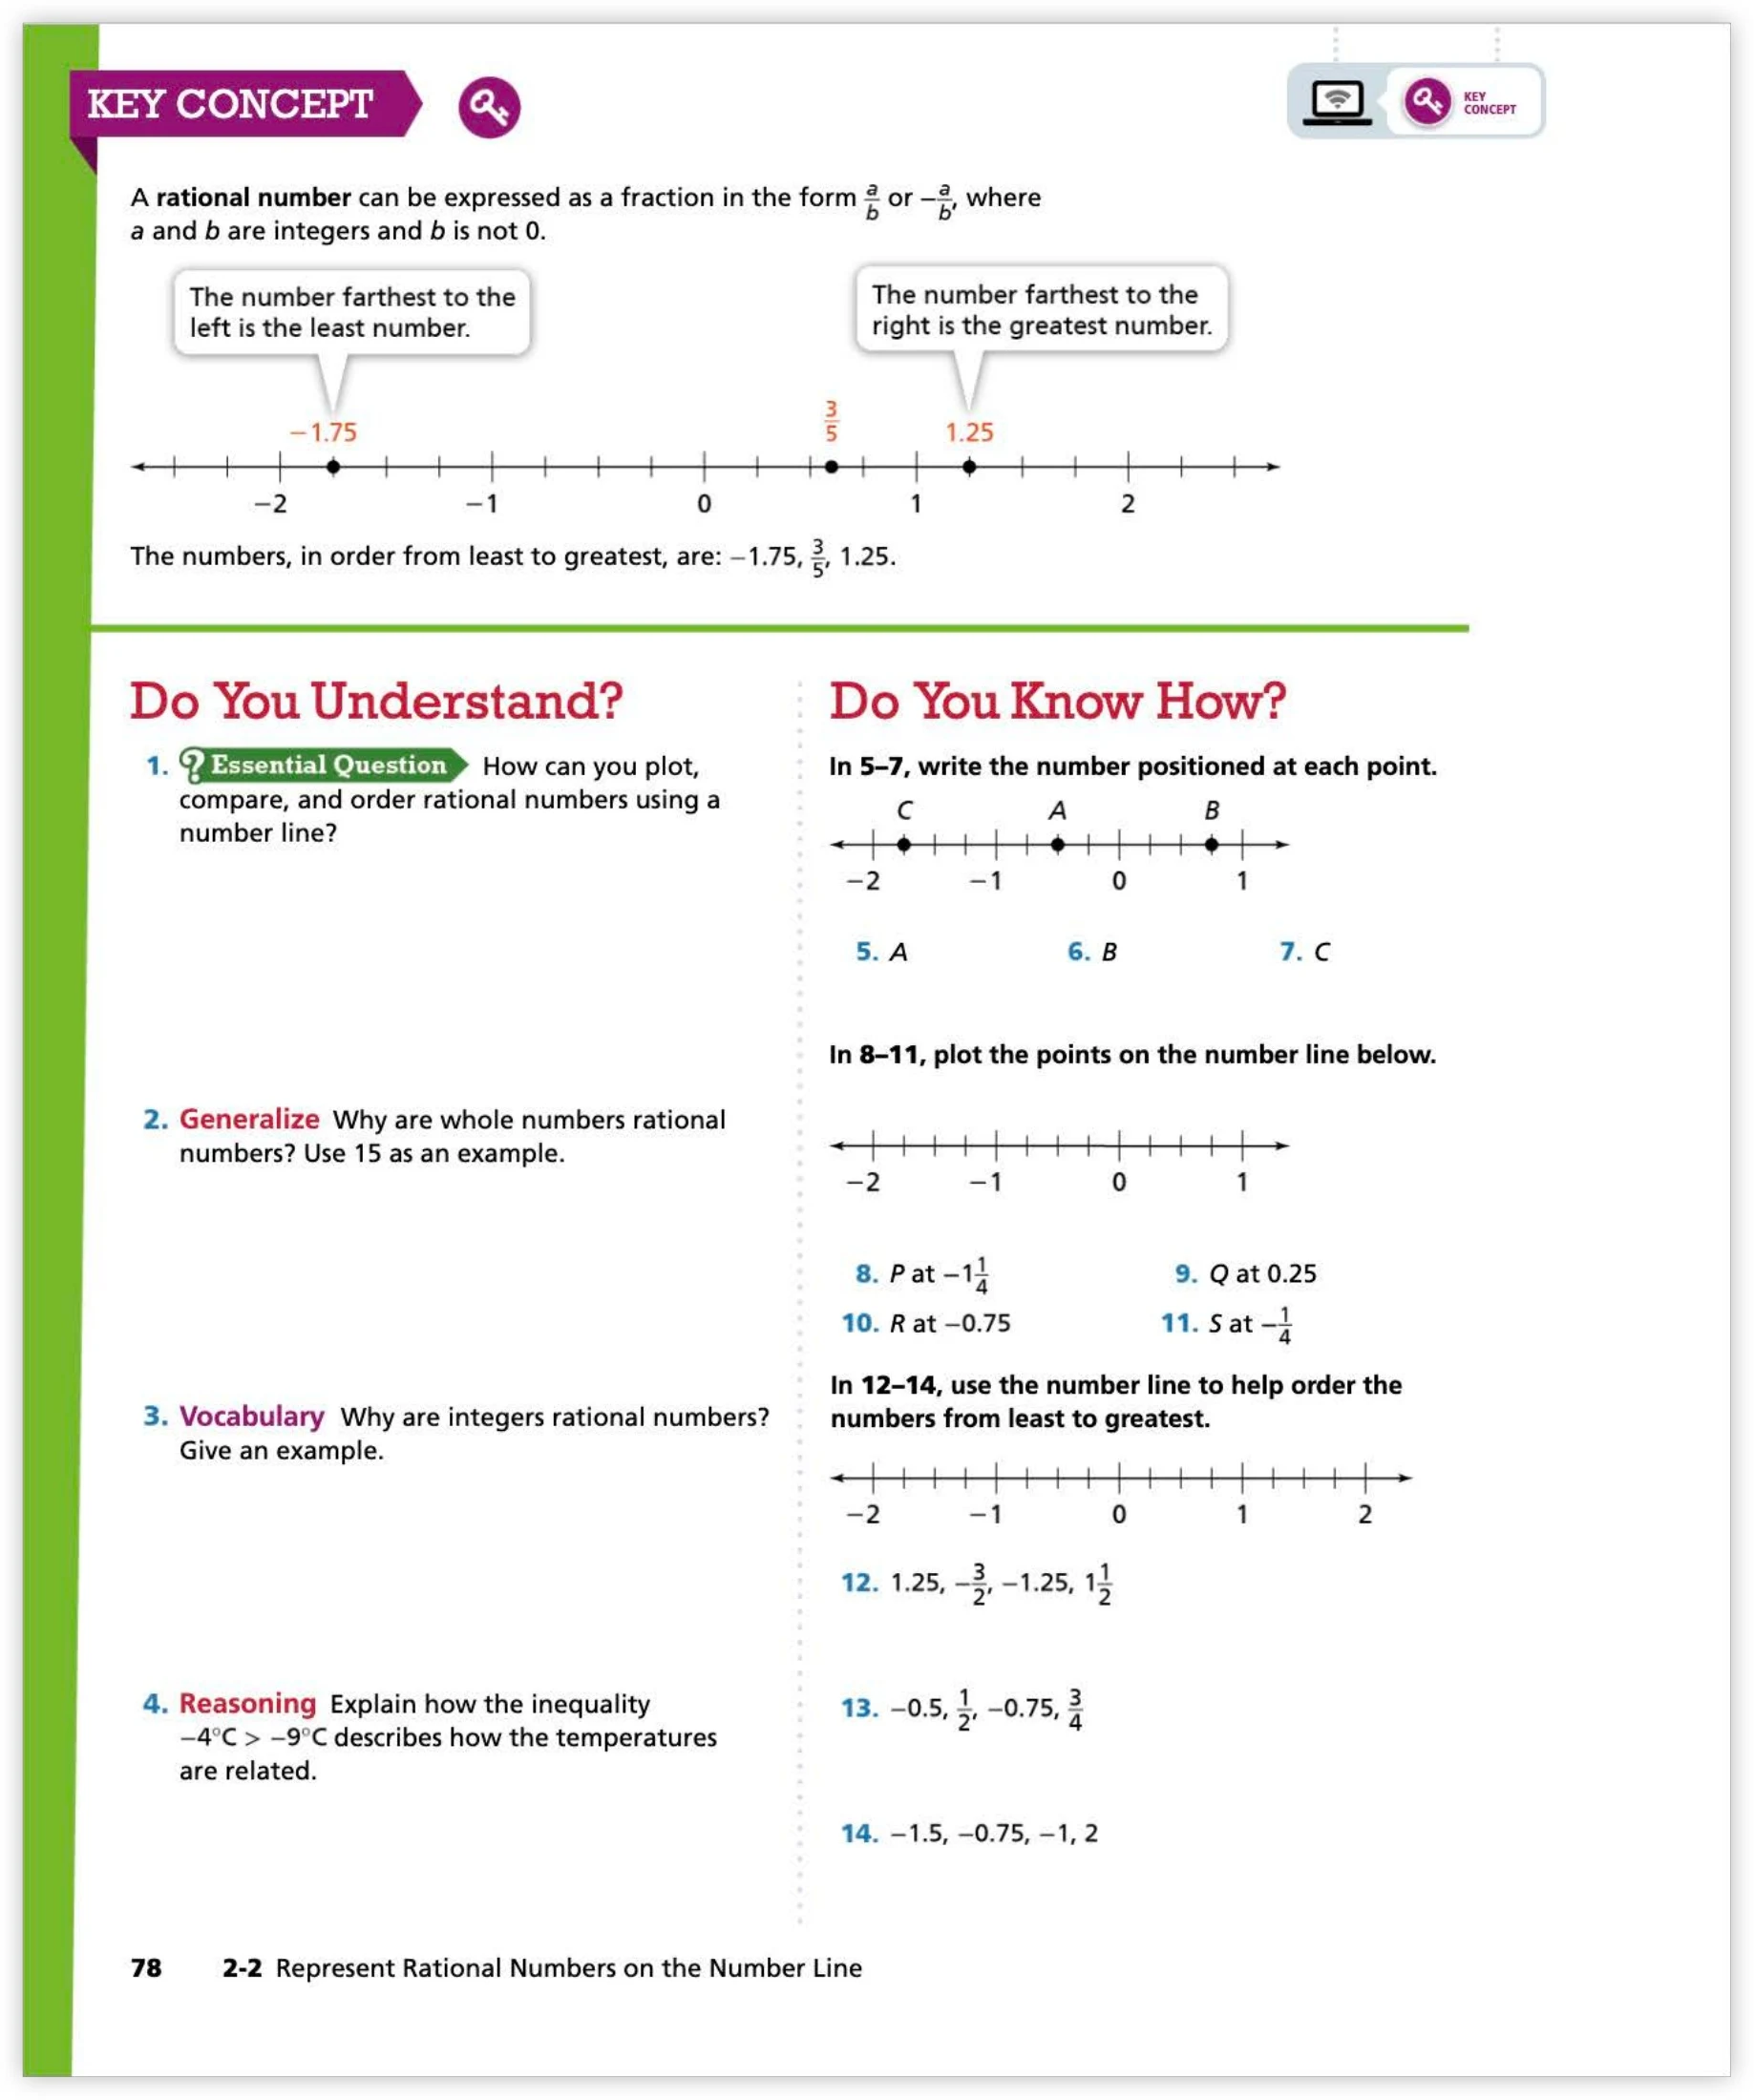 KEY CONCEPT
KEY
CONCEPT
A rational number can be expressed as a fraction in the form a/b or −a/b, where
a and b are integers and b is not 0.
The number farthest to the
left is the least number.
The number farthest to the
right is the greatest number.
−1.75 3/5 1.25
−2 −1 0 1 2
The numbers, in order from least to greatest, are: −1.75, 3/5, 1.25.
Do You Understand?
1. ? Essential Question How can you plot,
compare, and order rational numbers using a
number line?
2. Generalize Why are whole numbers rational
numbers? Use 15 as an example.
3. Vocabulary Why are integers rational numbers?
Give an example.
4. Reasoning Explain how the inequality
−4°C > −9°C describes how the temperatures
are related.
Do You Know How?
In 5–7, write the number positioned at each point.
C A B
−2 −1 0 1
5. A 6. B 7. C
In 8–11, plot the points on the number line below.
−2 −1 0 1
8. P at −1 1/4 9. Q at 0.25
10. R at −0.75 11. S at −1/4
In 12–14, use the number line to help order the
numbers from least to greatest.
−2 −1 0 1 2
12. 1.25, −3/2, −1.25, 1 1/2
13. −0.5, 1/2, −0.75, 3/4
14. −1.5, −0.75, −1, 2
78 2-2 Represent Rational Numbers on the Number Line